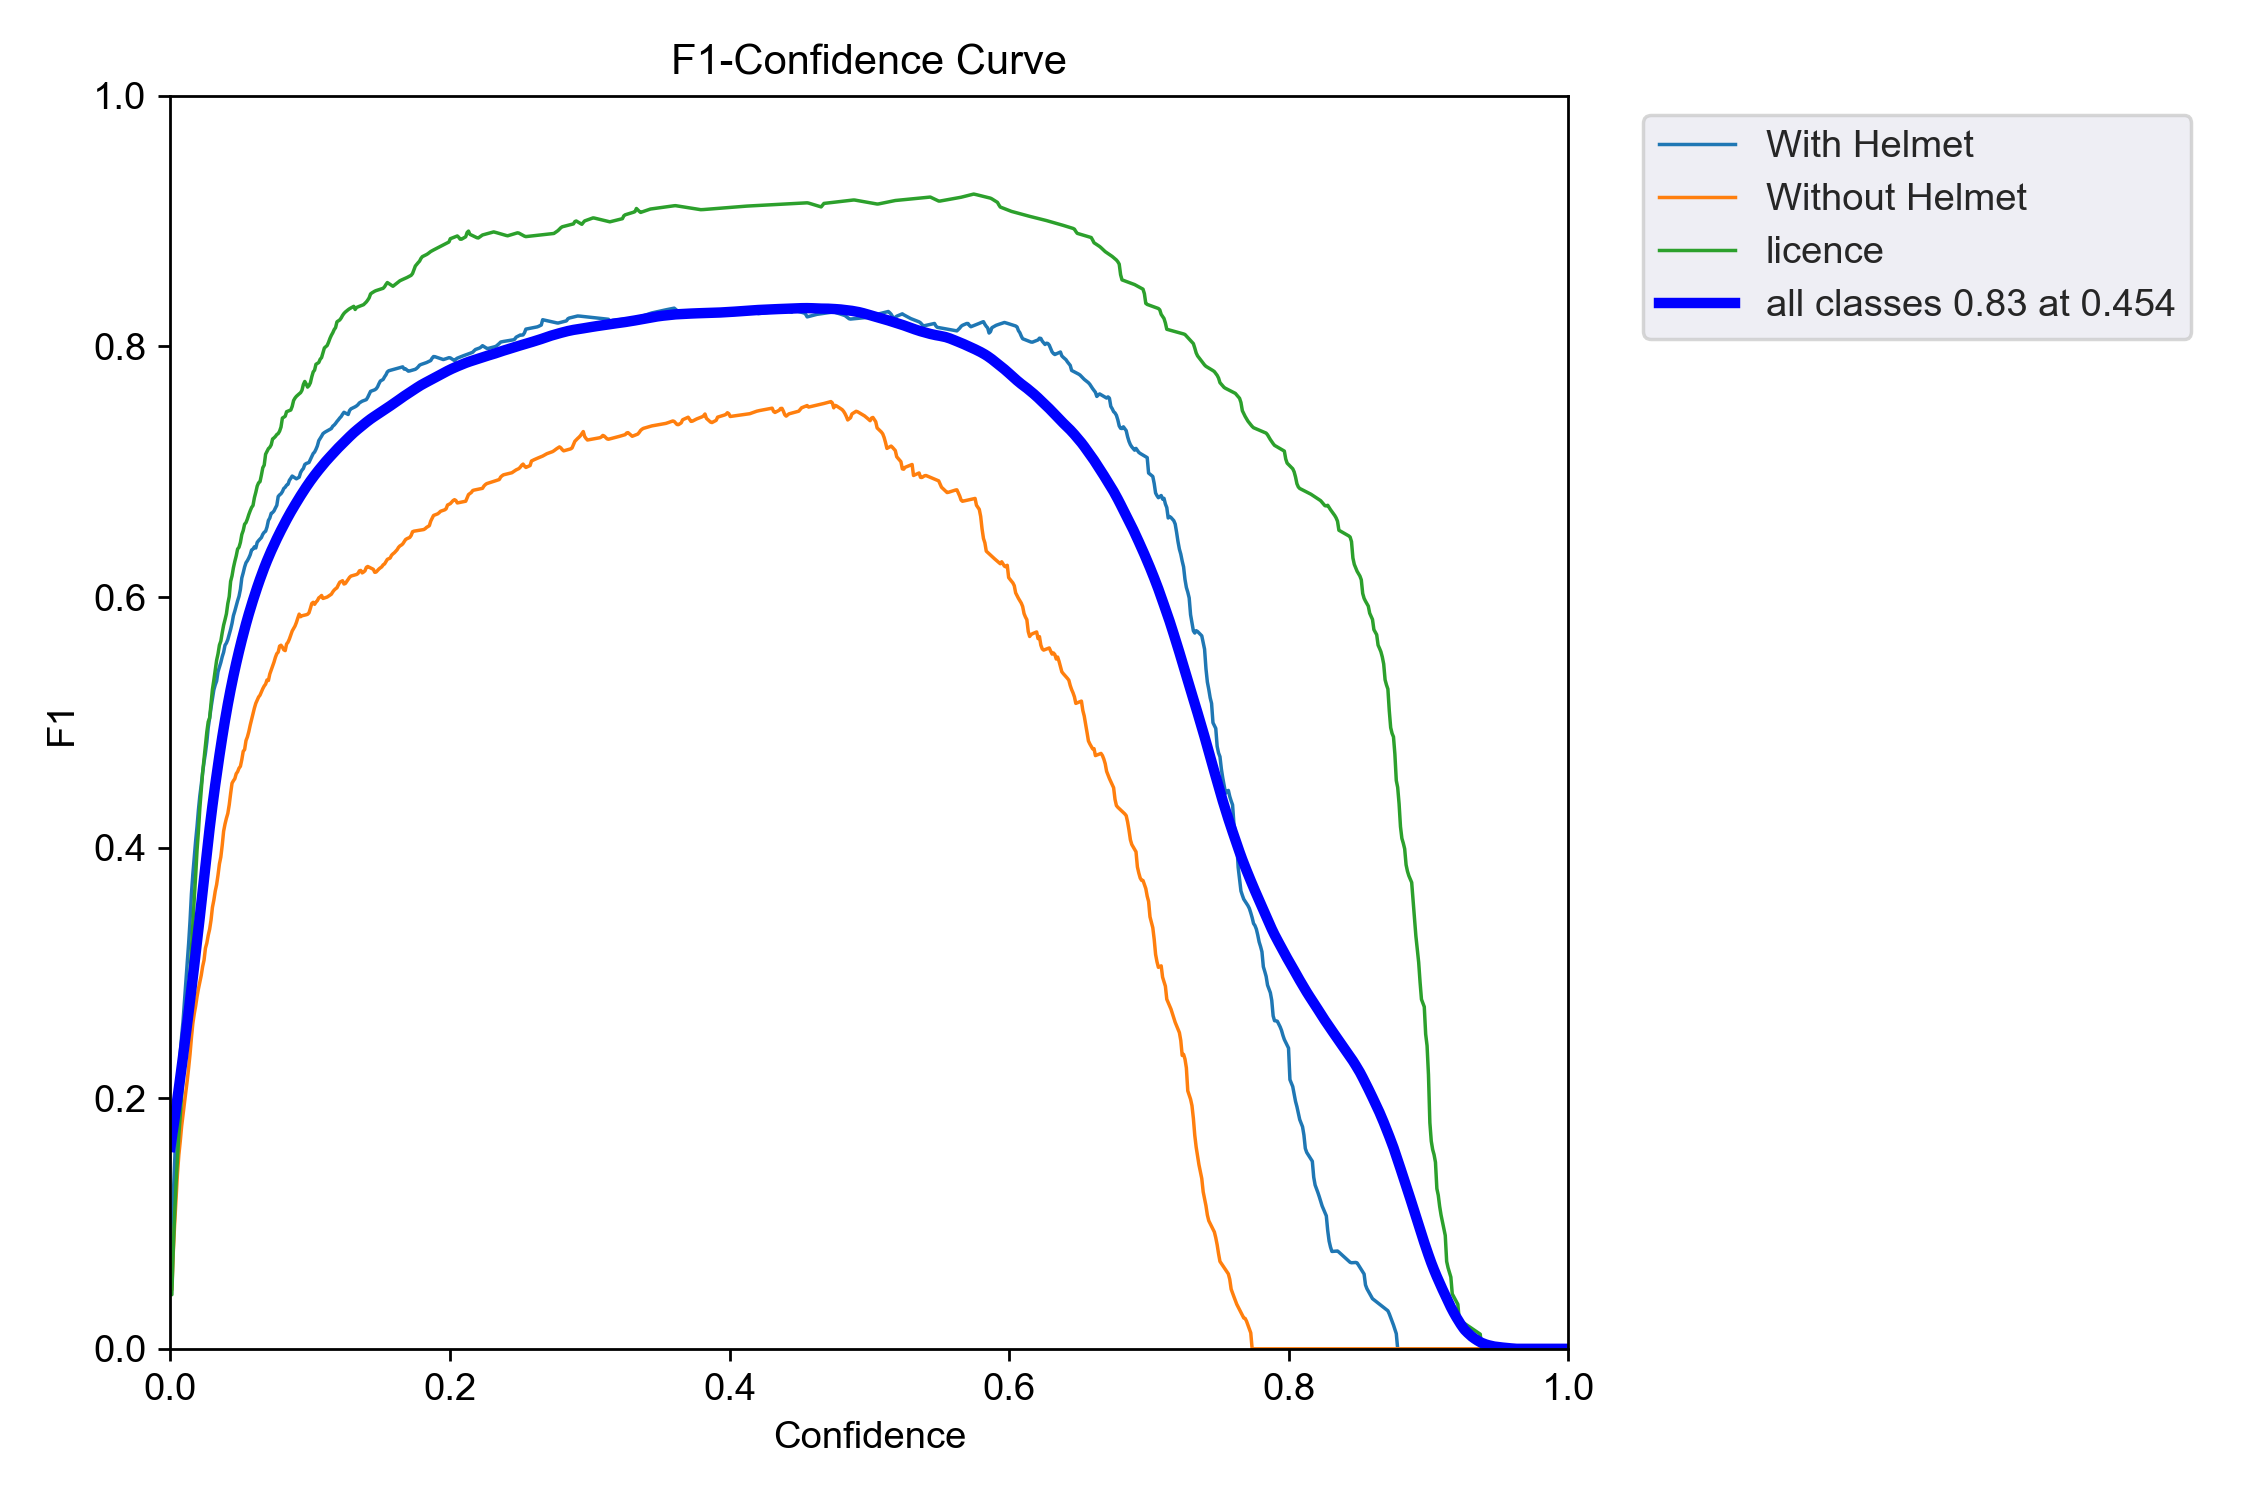 F1-Confidence Curve
1.0
0.8
0.6
0.4
0.2
0.0
F1
0.0 0.2 0.4 0.6 0.8 1.0
Confidence
With Helmet
Without Helmet
licence
all classes 0.83 at 0.454